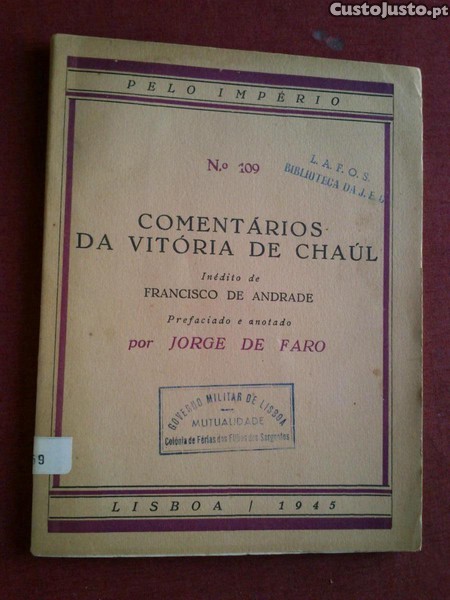 CustoJusto.pt
PELO IMPÉRIO
N.º 109
L. A. F. O. S.
BIBLIOTECA DA J. E. U.
COMENTÁRIOS
DA VITÓRIA DE CHAÚL
Inédito de
FRANCISCO DE ANDRADE
Prefaciado e anotado
por JORGE DE FARO
GOVERNO MILITAR DE LISBOA
MUTUALIDADE
Colónia de Férias dos Filhos dos Sargentos
59
LISBOA / 1945